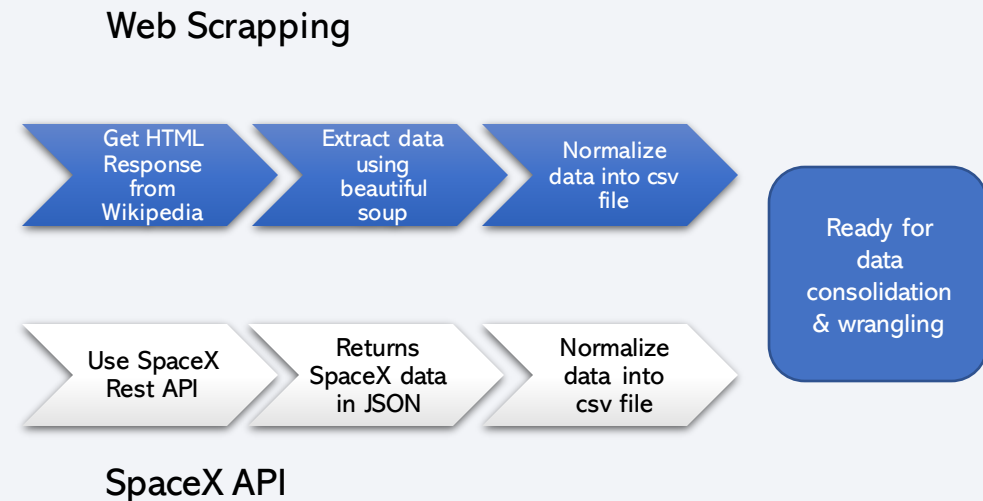 Web Scrapping
Get HTML
Response
from
Wikipedia
Extract data
using
beautiful
soup
Normalize
data into csv
file
Ready for
data
consolidation
& wrangling
Use SpaceX
Rest API
Returns
SpaceX data
in JSON
Normalize
data into
csv file
SpaceX API